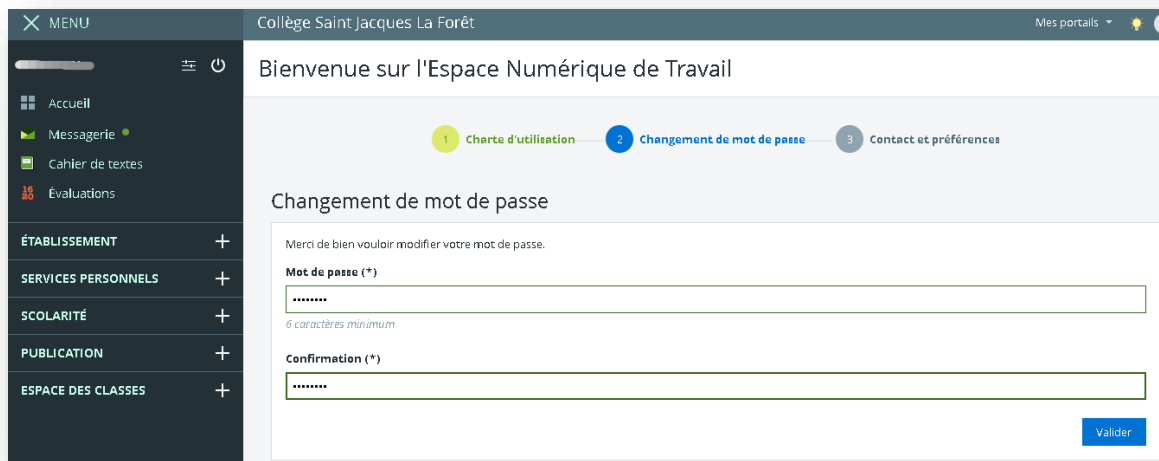 MENU
Collège Saint Jacques La Forêt
Mes portails
Bienvenue sur l'Espace Numérique de Travail
Accueil
Messagerie
Cahier de textes
Évaluations
ÉTABLISSEMENT
SERVICES PERSONNELS
SCOLARITÉ
PUBLICATION
ESPACE DES CLASSES
1 Charte d'utilisation
2 Changement de mot de passe
3 Contact et préférences
Changement de mot de passe
Merci de bien vouloir modifier votre mot de passe.
Mot de passe (*)
••••••••
6 caractères minimum
Confirmation (*)
••••••••
Valider